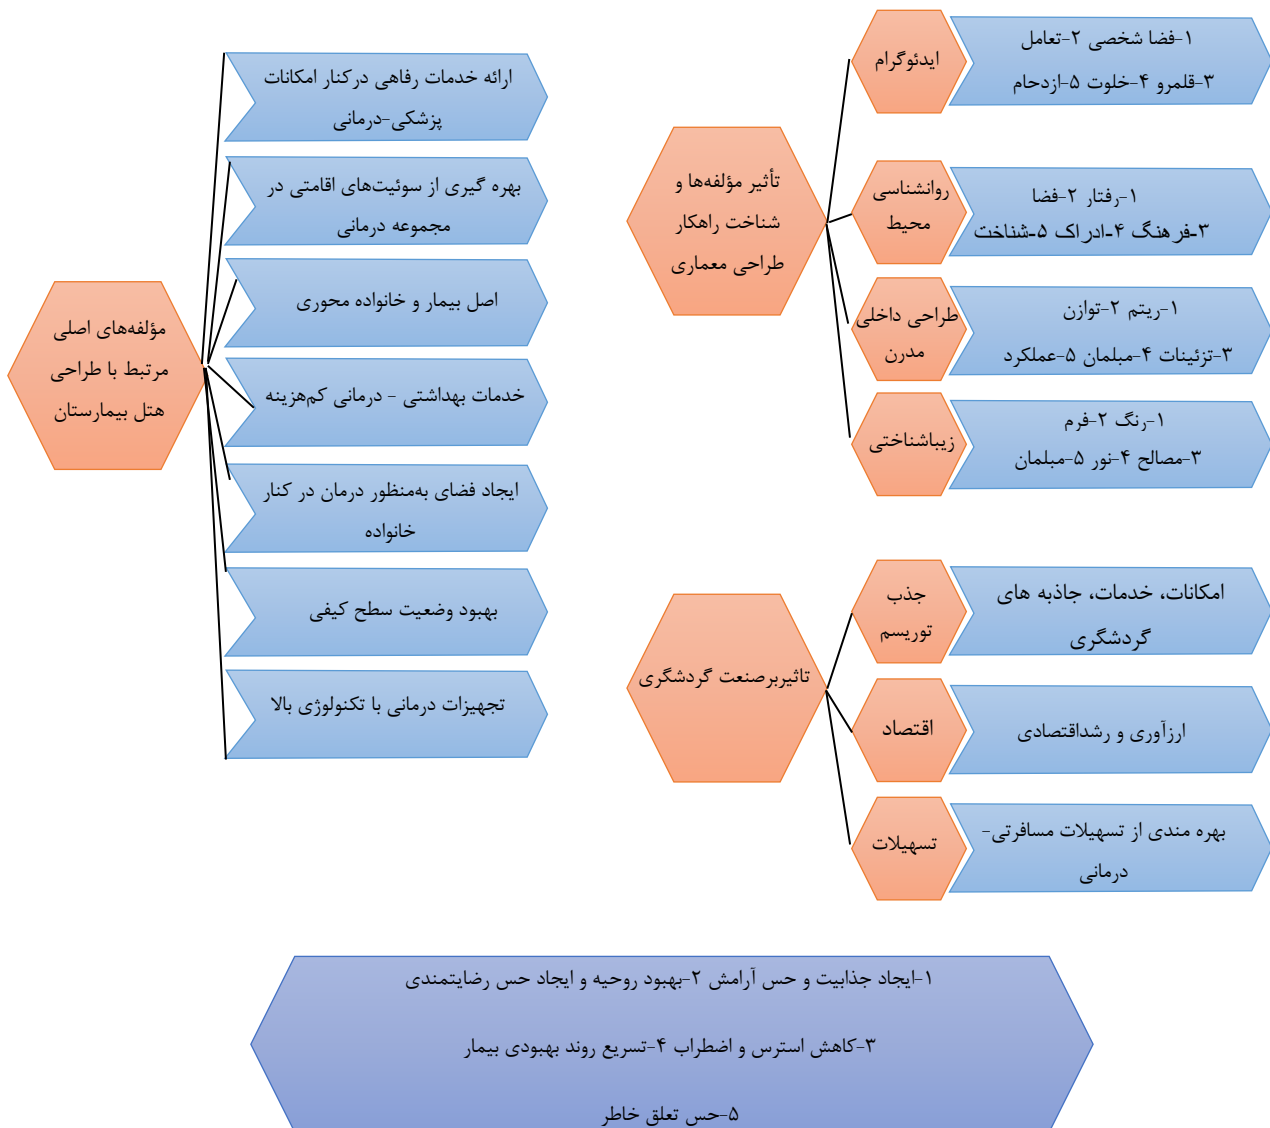 تأثیر مؤلفه‌ها و
شناخت راهکار
طراحی معماری
ایدئوگرام
۱-فضا شخصی ۲-تعامل
۳-قلمرو ۴-خلوت ۵-ازدحام
روانشناسی
محیط
۱-رفتار ۲-فضا
۳-فرهنگ ۴-ادراک ۵-شناخت
طراحی داخلی
مدرن
۱-ریتم ۲-توازن
۳-تزئینات ۴-مبلمان ۵-عملکرد
زیباشناختی
۱-رنگ ۲-فرم
۳-مصالح ۴-نور ۵-مبلمان
تاثیربرصنعت گردشگری
جذب
توریسم
امکانات، خدمات، جاذبه های
گردشگری
اقتصاد
ارزآوری و رشداقتصادی
تسهیلات
بهره مندی از تسهیلات مسافرتی-
درمانی
مؤلفه‌های اصلی
مرتبط با طراحی
هتل بیمارستان
ارائه خدمات رفاهی درکنار امکانات
پزشکی-درمانی
بهره گیری از سوئیت‌های اقامتی در
مجموعه درمانی
اصل بیمار و خانواده محوری
خدمات بهداشتی - درمانی کم‌هزینه
ایجاد فضای به‌منظور درمان در کنار
خانواده
بهبود وضعیت سطح کیفی
تجهیزات درمانی با تکنولوژی بالا
۱-ایجاد جذابیت و حس آرامش ۲-بهبود روحیه و ایجاد حس رضایتمندی
۳-کاهش استرس و اضطراب ۴-تسریع روند بهبودی بیمار
۵-حس تعلق خاطر